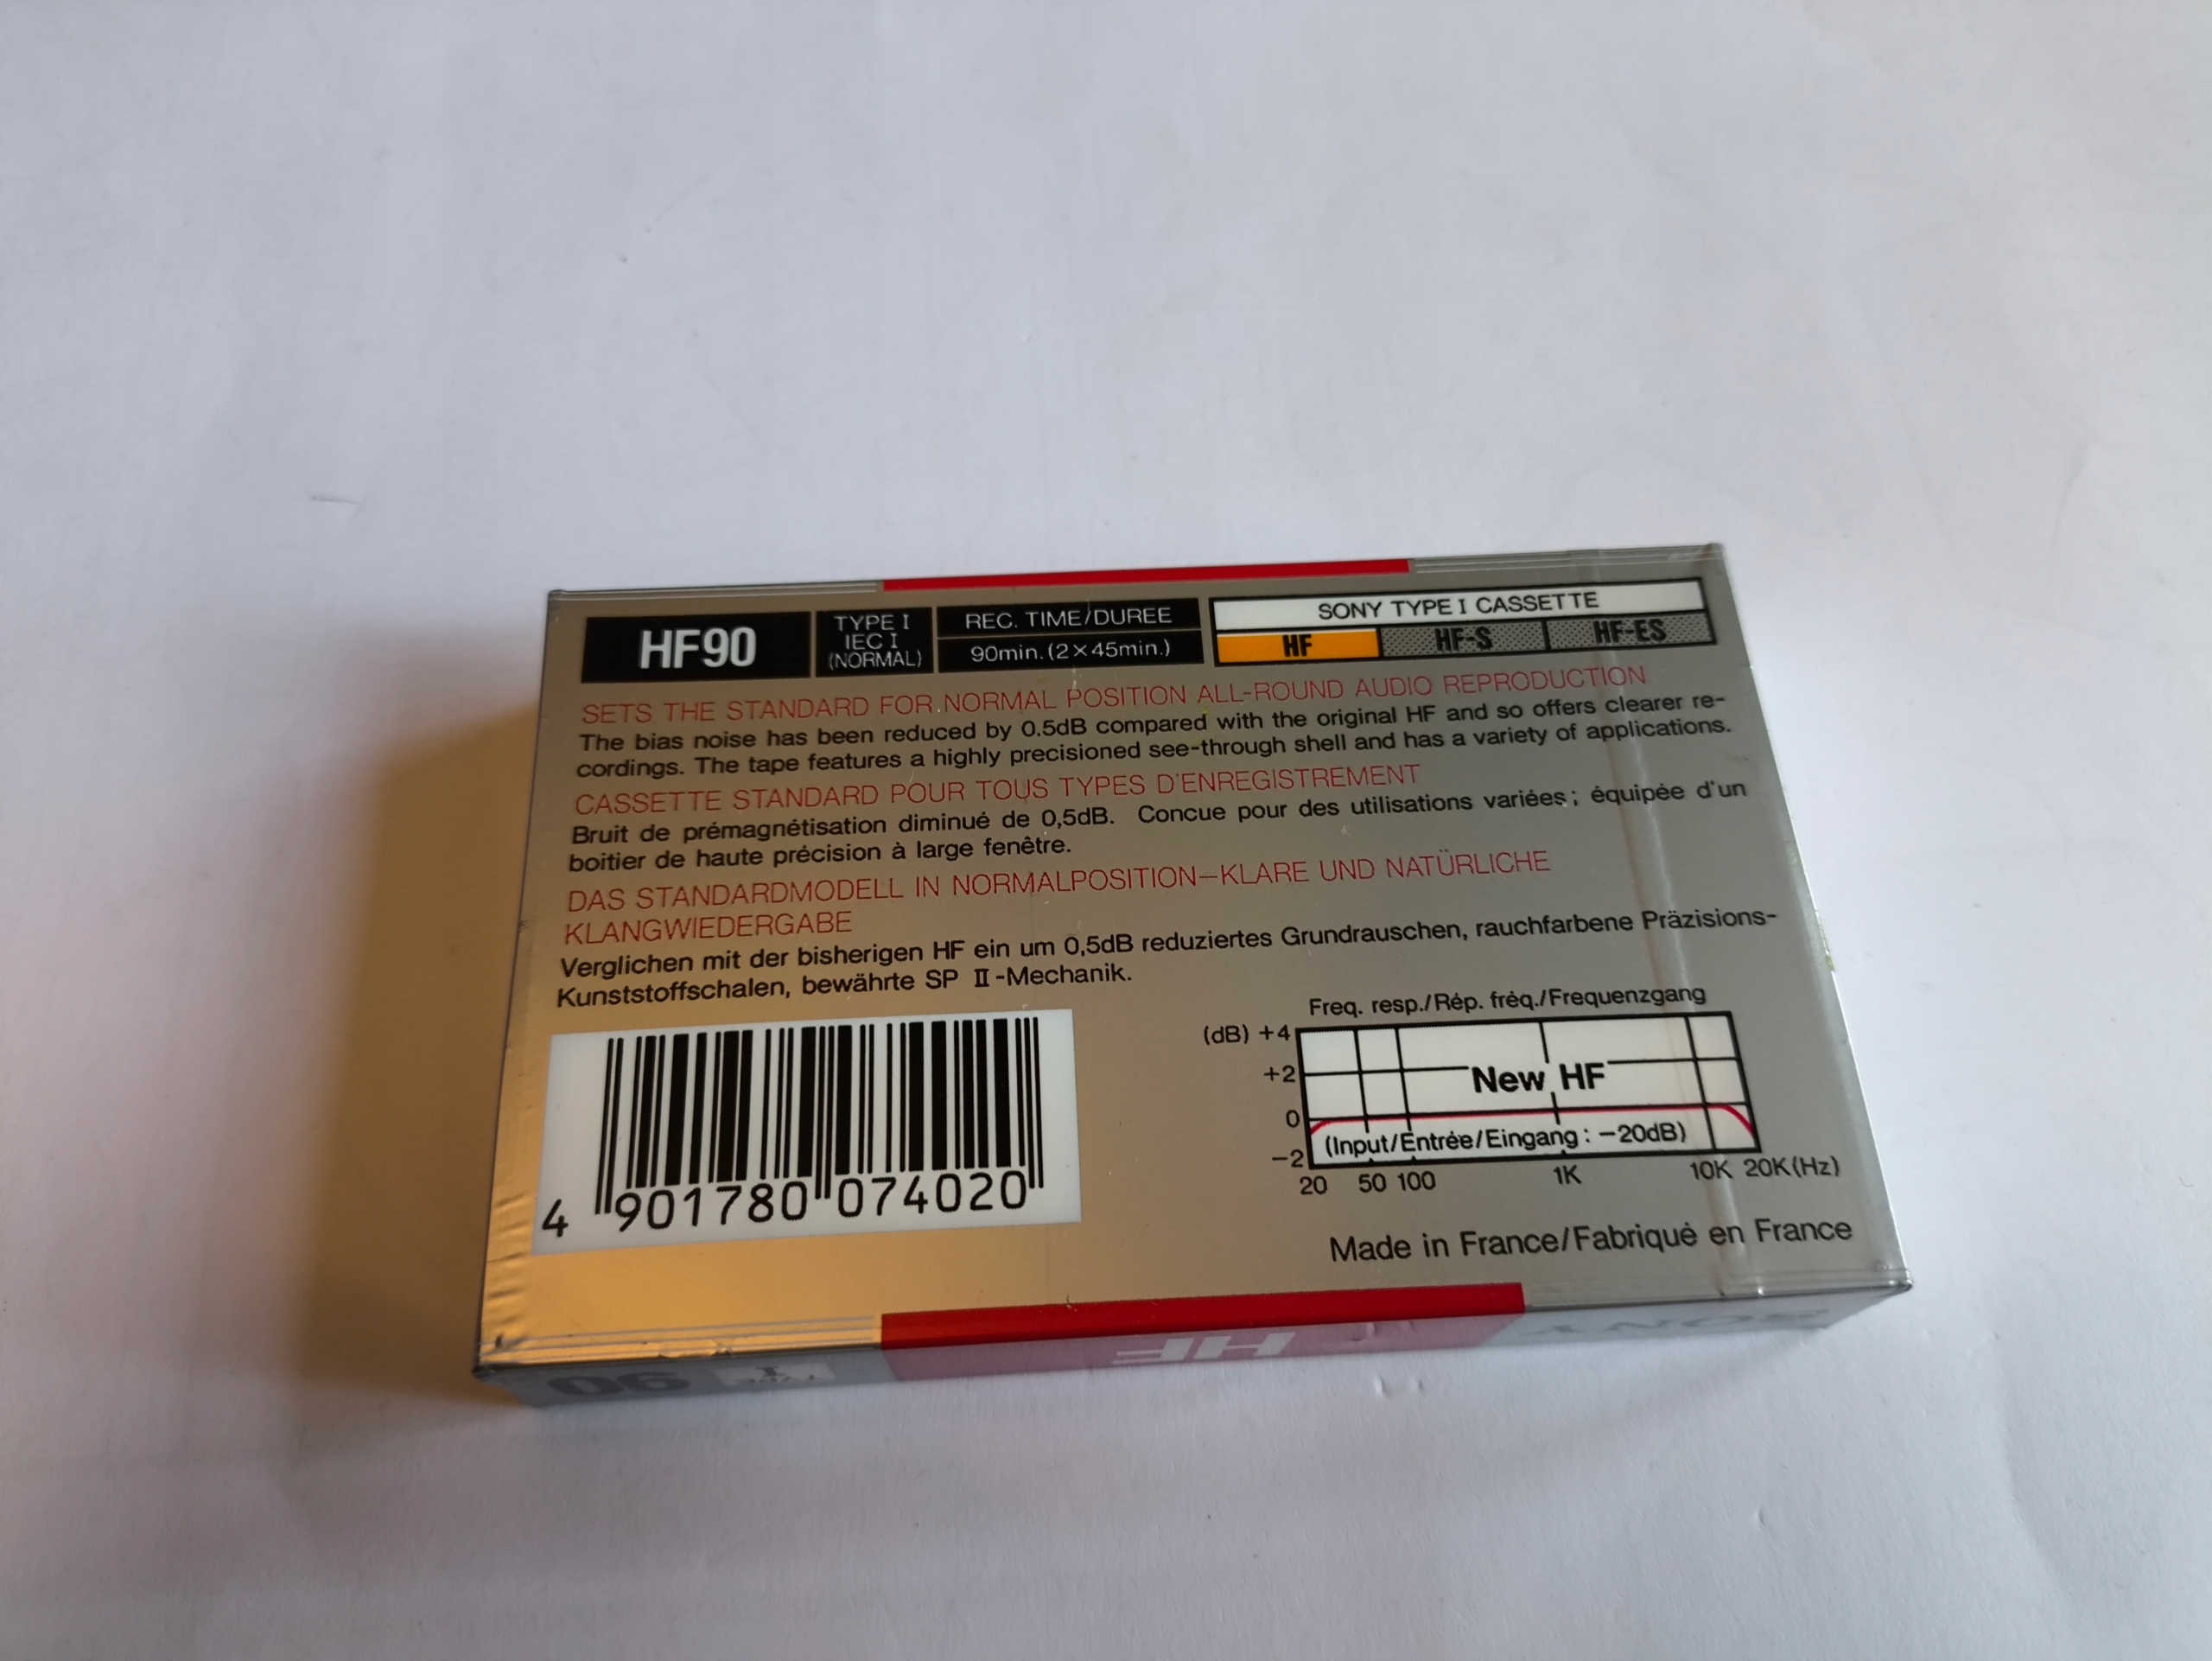 HF90
TYPE I
IEC I
(NORMAL)
REC. TIME/DUREE
90min. (2×45min.)
SONY TYPE I CASSETTE
HF HF-S HF-ES
SETS THE STANDARD FOR NORMAL POSITION ALL-ROUND AUDIO REPRODUCTION
The bias noise has been reduced by 0.5dB compared with the original HF and so offers clearer re-
cordings. The tape features a highly precisioned see-through shell and has a variety of applications.
CASSETTE STANDARD POUR TOUS TYPES D'ENREGISTREMENT
Bruit de prémagnétisation diminué de 0,5dB. Concue pour des utilisations variées; équipée d'un
boitier de haute précision à large fenêtre.
DAS STANDARDMODELL IN NORMALPOSITION—KLARE UND NATÜRLICHE
KLANGWIEDERGABE
Verglichen mit der bisherigen HF ein um 0,5dB reduziertes Grundrauschen, rauchfarbene Präzisions-
Kunststoffschalen, bewährte SP II-Mechanik.
4 901780 074020
Freq. resp./Rép. fréq./Frequenzgang
(dB) +4
+2
0
-2
New HF
(Input/Entrée/Eingang: -20dB)
20 50 100 1K 10K 20K(Hz)
Made in France/Fabriqué en France
90 TYPE I HF SONY